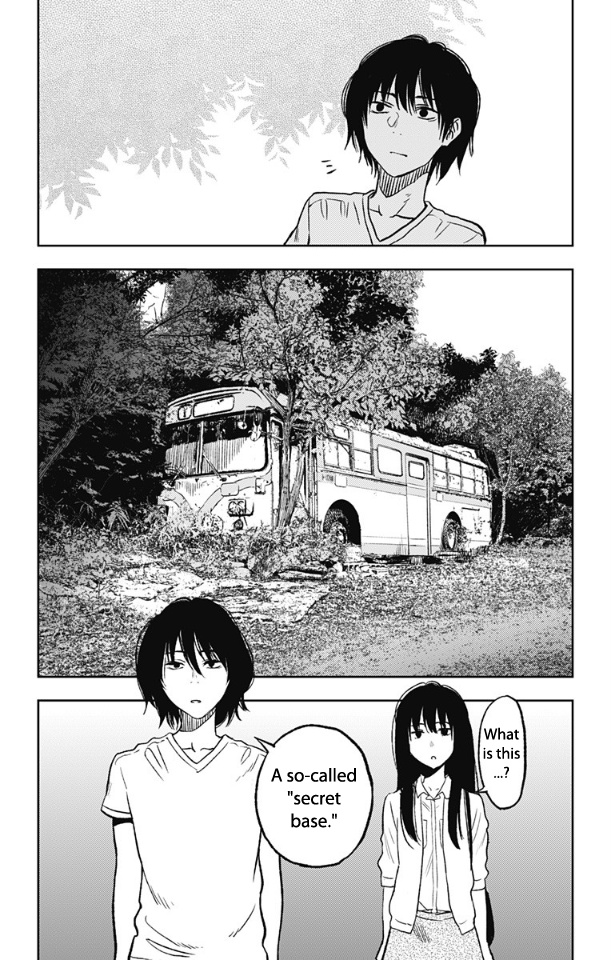 What
is this
...?
A so-called
"secret
base."